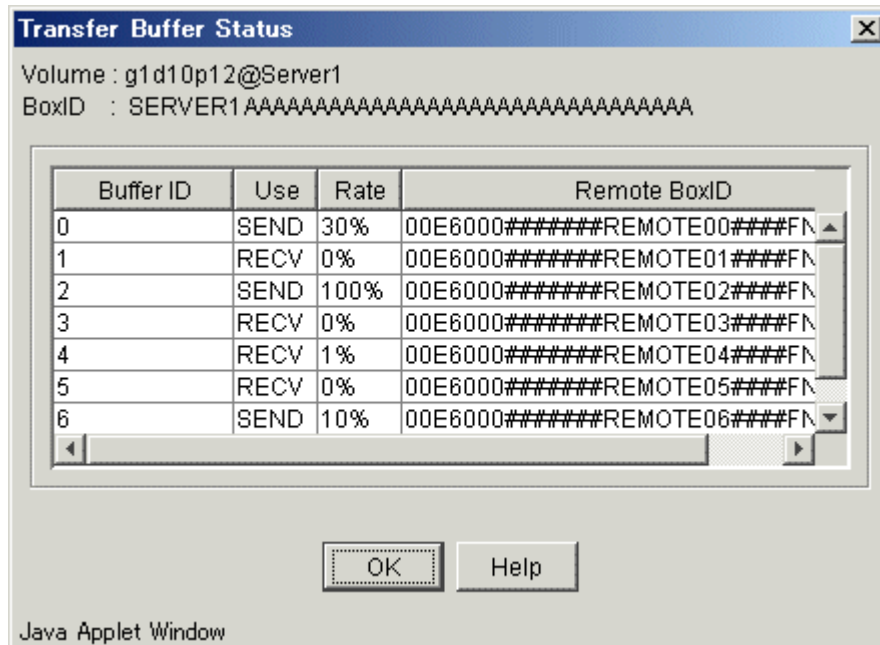 Transfer Buffer Status
Volume : g1d10p12@Server1
BoxID : SERVER1AAAAAAAAAAAAAAAAAAAAAAAAAAAAAAAAA
Buffer ID Use Rate Remote BoxID
0 SEND 30% 00E6000#######REMOTE00####FN
1 RECV 0% 00E6000#######REMOTE01####FN
2 SEND 100% 00E6000#######REMOTE02####FN
3 RECV 0% 00E6000#######REMOTE03####FN
4 RECV 1% 00E6000#######REMOTE04####FN
5 RECV 0% 00E6000#######REMOTE05####FN
6 SEND 10% 00E6000#######REMOTE06####FN
OK Help
Java Applet Window